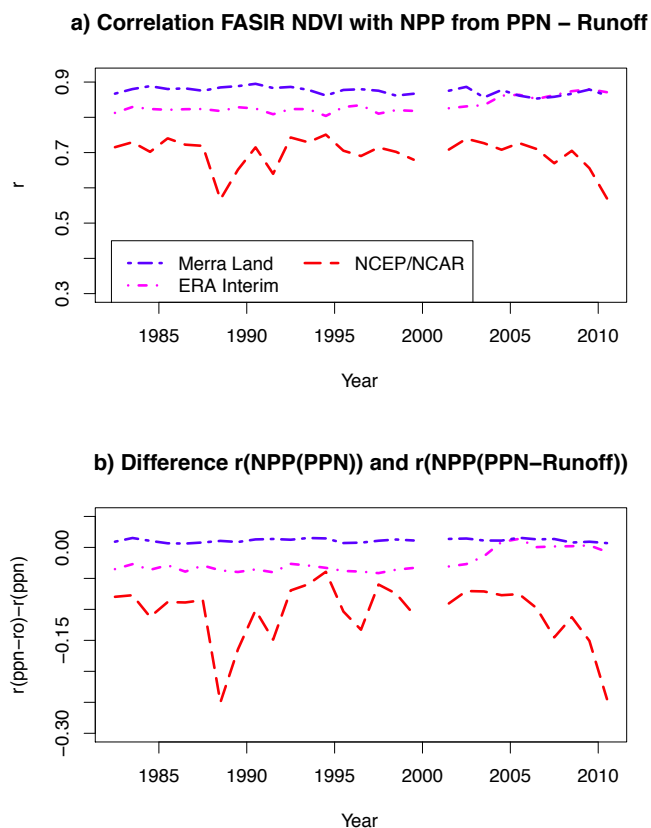 a) Correlation FASIR NDVI with NPP from PPN − Runoff
0.9
0.7
0.5
0.3
r
Merra Land
NCEP/NCAR
ERA Interim
1985 1990 1995 2000 2005 2010
Year
b) Difference r(NPP(PPN)) and r(NPP(PPN−Runoff))
0.00
−0.15
−0.30
r(ppn−ro)−r(ppn)
1985 1990 1995 2000 2005 2010
Year